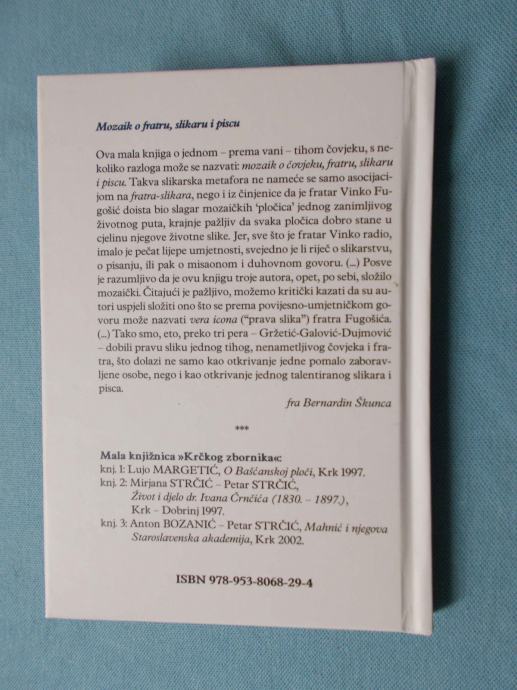 Mozaik o fratru, slikaru i piscu
Ova mala knjiga o jednom – prema vani – tihom čovjeku, s ne-
koliko razloga može se nazvati: mozaik o čovjeku, fratru, slikaru
i piscu. Takva slikarska metafora ne nameće se samo asocijaci-
jom na fratra-slikara, nego i iz činjenice da je fratar Vinko Fu-
gošić doista bio slagar mozaičkih 'pločica' jednog zanimljivog
životnog puta, krajnje pažljiv da svaka pločica dobro stane u
cjelinu njegove životne slike. Jer, sve što je fratar Vinko radio,
imalo je pečat lijepe umjetnosti, svejedno je li riječ o slikarstvu,
o pisanju, ili pak o misaonom i duhovnom govoru. (...) Posve
je razumljivo da je ovu knjigu troje autora, opet, po sebi, složilo
mozaički. Čitajući je pažljivo, možemo kritički kazati da su au-
tori uspjeli složiti ono što se prema povijesno-umjetničkom go-
voru može nazvati vera icona ("prava slika") fratra Fugošića.
(...) Tako smo, eto, preko tri pera – Gržetić-Galović-Dujmović
– dobili pravu sliku jednog tihog, nenametljivog čovjeka i fra-
tra, što dolazi ne samo kao otkrivanje jedne pomalo zaborav-
ljene osobe, nego i kao otkrivanje jednog talentiranog slikara i
pisca.
fra Bernardin Škunca
***
Mala knjižnica »Krčkog zbornika«:
knj. 1: Lujo MARGETIĆ, O Bašćanskoj ploči, Krk 1997.
knj. 2: Mirjana STRČIĆ – Petar STRČIĆ,
Život i djelo dr. Ivana Črnčića (1830. – 1897.),
Krk – Dobrinj 1997.
knj. 3: Anton BOZANIĆ – Petar STRČIĆ, Mahnić i njegova
Staroslavenska akademija, Krk 2002.
ISBN 978-953-8068-29-4